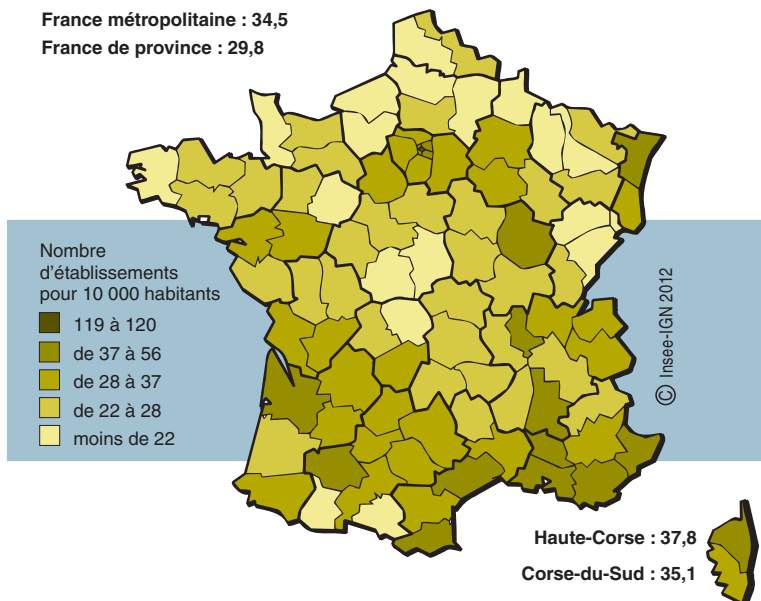 France métropolitaine : 34,5
France de province : 29,8
Nombre
d'établissements
pour 10 000 habitants
119 à 120
de 37 à 56
de 28 à 37
de 22 à 28
moins de 22
© Insee-IGN 2012
Haute-Corse : 37,8
Corse-du-Sud : 35,1